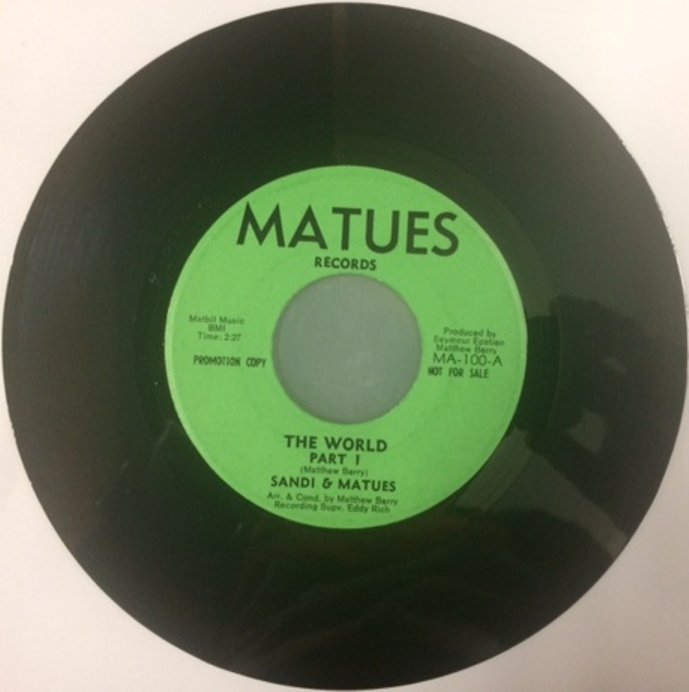 MATUES
RECORDS
Matbil Music
BMI
Time: 2:27
PROMOTION COPY
Produced by
Seymour Epstien
Matthew Berry
MA-100-A
NOT FOR SALE
THE WORLD
PART I
(Matthew Berry)
SANDI & MATUES
Arr. & Cond. by Matthew Berry
Recording Supv. Eddy Rich